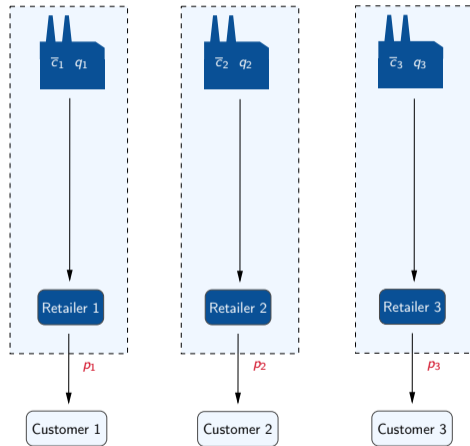 c̅₁ q₁
c̅₂ q₂
c̅₃ q₃
Retailer 1
Retailer 2
Retailer 3
p₁
p₂
p₃
Customer 1
Customer 2
Customer 3